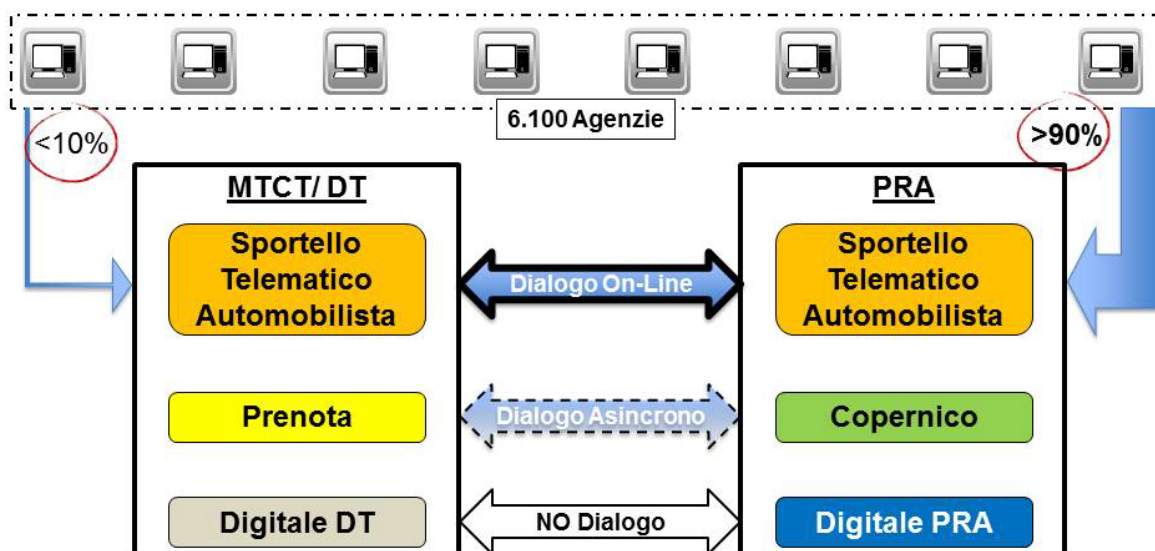 6.100 Agenzie
<10%
>90%
MTCT/ DT
PRA
Sportello
Telematico
Automobilista
Dialogo On-Line
Sportello
Telematico
Automobilista
Prenota
Dialogo Asincrono
Copernico
Digitale DT
NO Dialogo
Digitale PRA